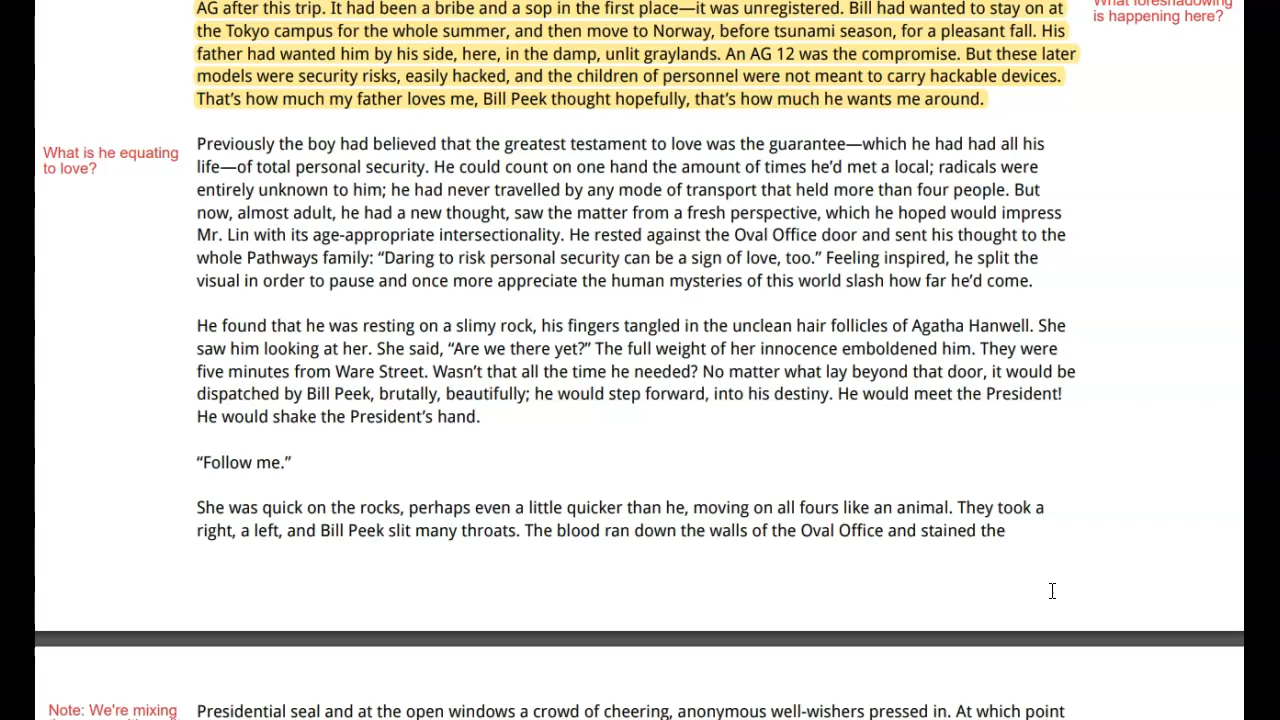 AG after this trip. It had been a bribe and a sop in the first place—it was unregistered. Bill had wanted to stay on at
the Tokyo campus for the whole summer, and then move to Norway, before tsunami season, for a pleasant fall. His
father had wanted him by his side, here, in the damp, unlit graylands. An AG 12 was the compromise. But these later
models were security risks, easily hacked, and the children of personnel were not meant to carry hackable devices.
That’s how much my father loves me, Bill Peek thought hopefully, that’s how much he wants me around.
What foreshadowing
is happening here?
What is he equating
to love?
Previously the boy had believed that the greatest testament to love was the guarantee—which he had had all his
life—of total personal security. He could count on one hand the amount of times he’d met a local; radicals were
entirely unknown to him; he had never travelled by any mode of transport that held more than four people. But
now, almost adult, he had a new thought, saw the matter from a fresh perspective, which he hoped would impress
Mr. Lin with its age-appropriate intersectionality. He rested against the Oval Office door and sent his thought to the
whole Pathways family: “Daring to risk personal security can be a sign of love, too.” Feeling inspired, he split the
visual in order to pause and once more appreciate the human mysteries of this world slash how far he’d come.
He found that he was resting on a slimy rock, his fingers tangled in the unclean hair follicles of Agatha Hanwell. She
saw him looking at her. She said, “Are we there yet?” The full weight of her innocence emboldened him. They were
five minutes from Ware Street. Wasn’t that all the time he needed? No matter what lay beyond that door, it would be
dispatched by Bill Peek, brutally, beautifully; he would step forward, into his destiny. He would meet the President!
He would shake the President’s hand.
“Follow me.”
She was quick on the rocks, perhaps even a little quicker than he, moving on all fours like an animal. They took a
right, a left, and Bill Peek slit many throats. The blood ran down the walls of the Oval Office and stained the
Note: We're mixing
Presidential seal and at the open windows a crowd of cheering, anonymous well-wishers pressed in. At which point